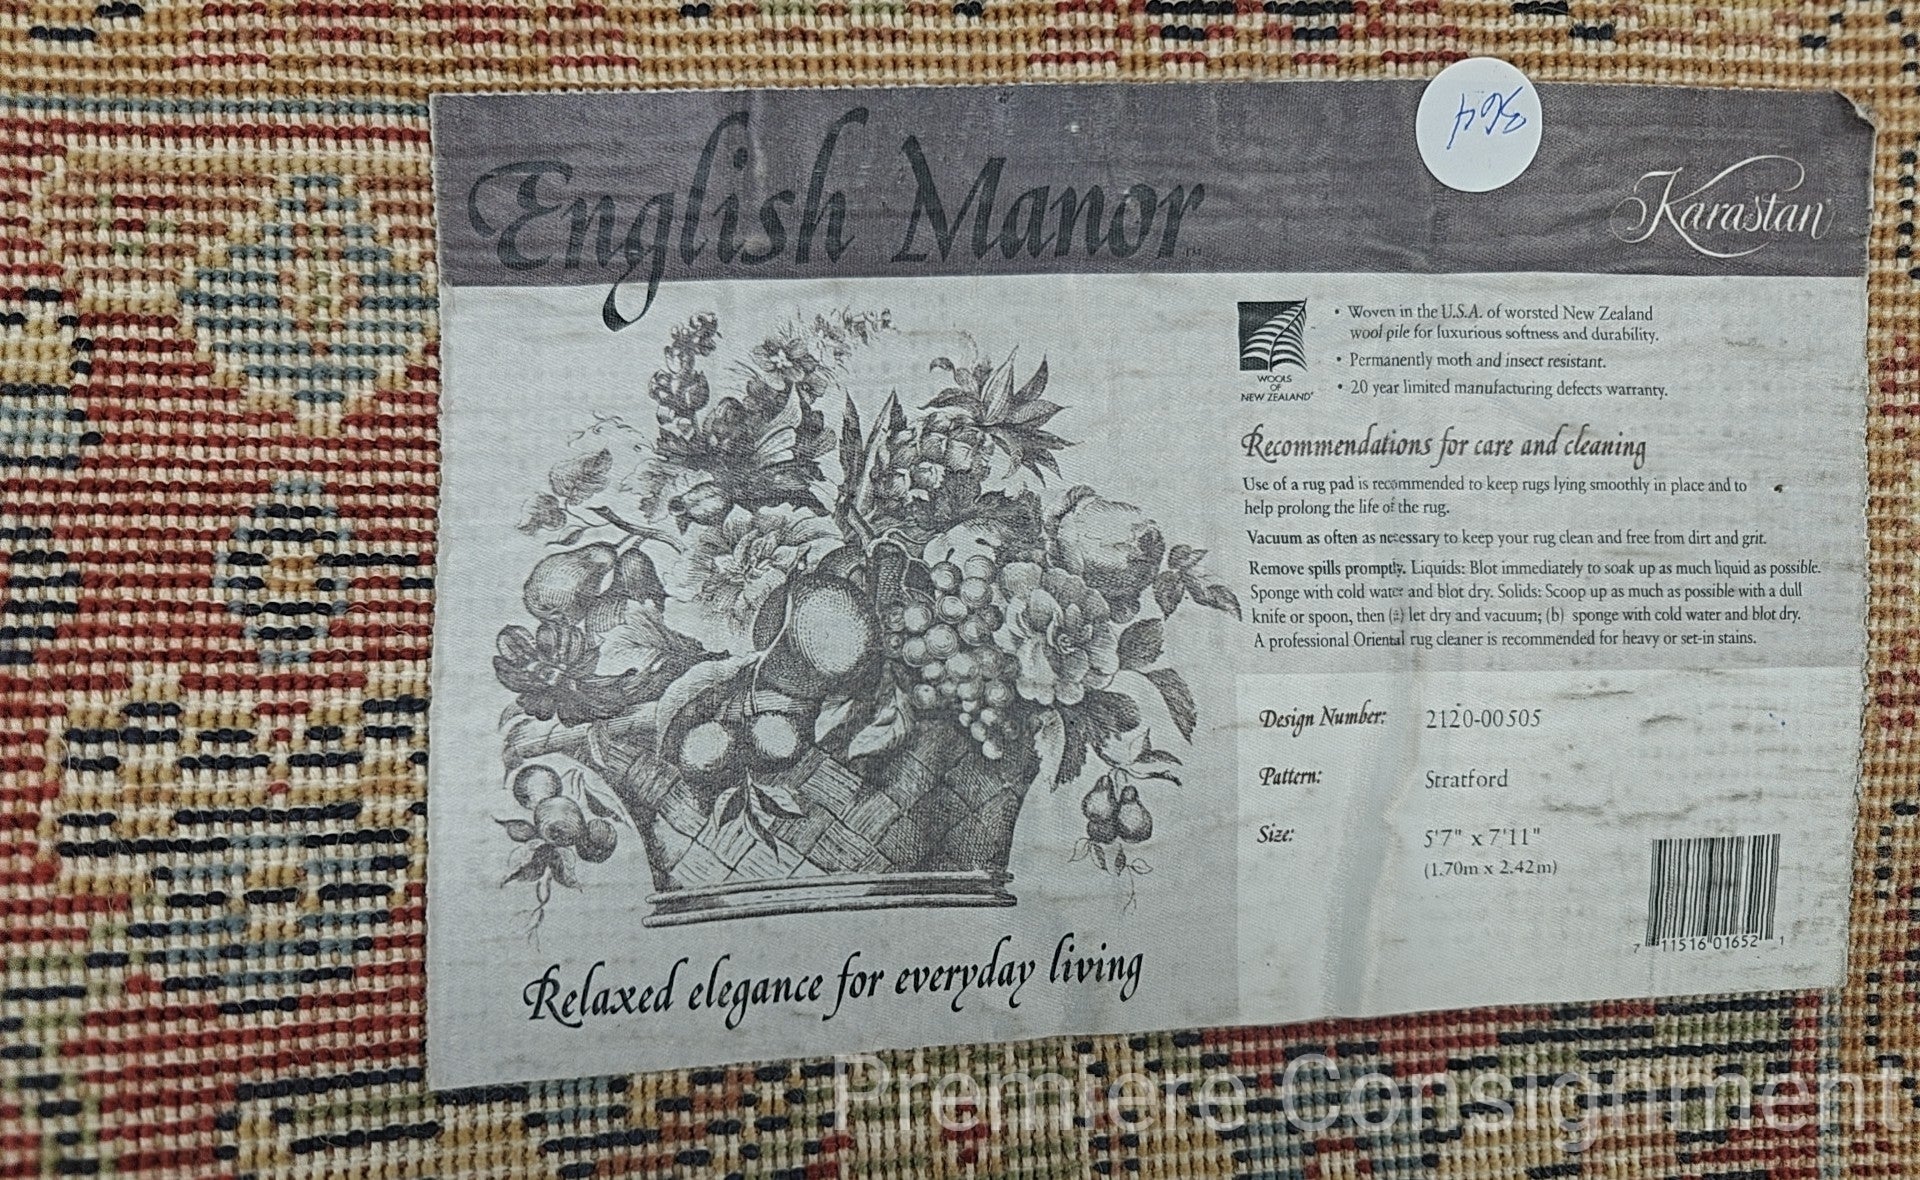 English Manor™
Karastan®
WOOLS
OF
NEW ZEALAND®
• Woven in the U.S.A. of worsted New Zealand
wool pile for luxurious softness and durability.
• Permanently moth and insect resistant.
• 20 year limited manufacturing defects warranty.
Recommendations for care and cleaning
Use of a rug pad is recommended to keep rugs lying smoothly in place and to
help prolong the life of the rug.
Vacuum as often as necessary to keep your rug clean and free from dirt and grit.
Remove spills promptly. Liquids: Blot immediately to soak up as much liquid as possible.
Sponge with cold water and blot dry. Solids: Scoop up as much as possible with a dull
knife or spoon, then (a) let dry and vacuum; (b) sponge with cold water and blot dry.
A professional Oriental rug cleaner is recommended for heavy or set-in stains.
Design Number: 2120-00505
Pattern: Stratford
Size: 5'7" x 7'11"
(1.70m x 2.42m)
7 11516 01652 1
Relaxed elegance for everyday living
Premiere Consignment